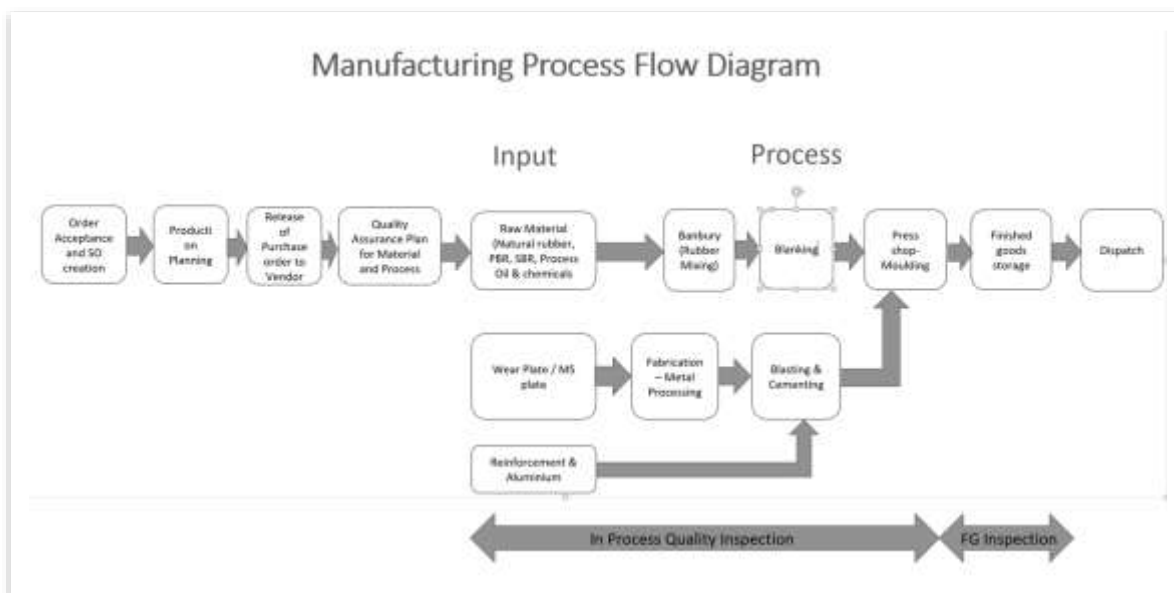 Manufacturing Process Flow Diagram
Input
Process
Order
Acceptance
and SO
creation
Producti
on
Planning
Release
of
Purchase
order to
Vendor
Quality
Assurance Plan
for Material
and Process
Raw Material
(Natural rubber,
PBR, SBR, Process
Oil & chemicals
Banbury
(Rubber
Mixing)
Blanking
Press
shop-
Moulding
Finished
goods
storage
Dispatch
Wear Plate / MS
plate
Fabrication
– Metal
Processing
Blasting &
Cementing
Reinforcement &
Aluminium
In Process Quality Inspection
FG Inspection